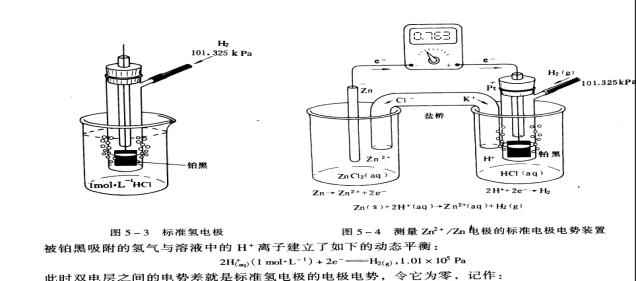 H₂
101.325 kPa
铂黑
1mol·L⁻¹HCl
0.763
e⁻
e⁻
−
+
Zn
Cl⁻
K⁺
盐桥
Pt
H₂(g)
101.325kPa
Zn²⁺
ZnCl₂(aq)
H⁺
铂黑
HCl(aq)
Zn→Zn²⁺+2e⁻
2H⁺+2e⁻→H₂
Zn(s)+2H⁺(aq)→Zn²⁺(aq)+H₂(g)
图 5-3 标准氢电极
图 5-4 测量 Zn²⁺/Zn 电极的标准电极电势装置
被铂黑吸附的氢气与溶液中的 H⁺ 离子建立了如下的动态平衡:
2H⁺(aq)(1 mol·L⁻¹) + 2e⁻ —— H₂(g), 1.01 × 10⁵ Pa
此时双电层之间的电势差就是标准氢电极的电极电势,令它为零,记作: